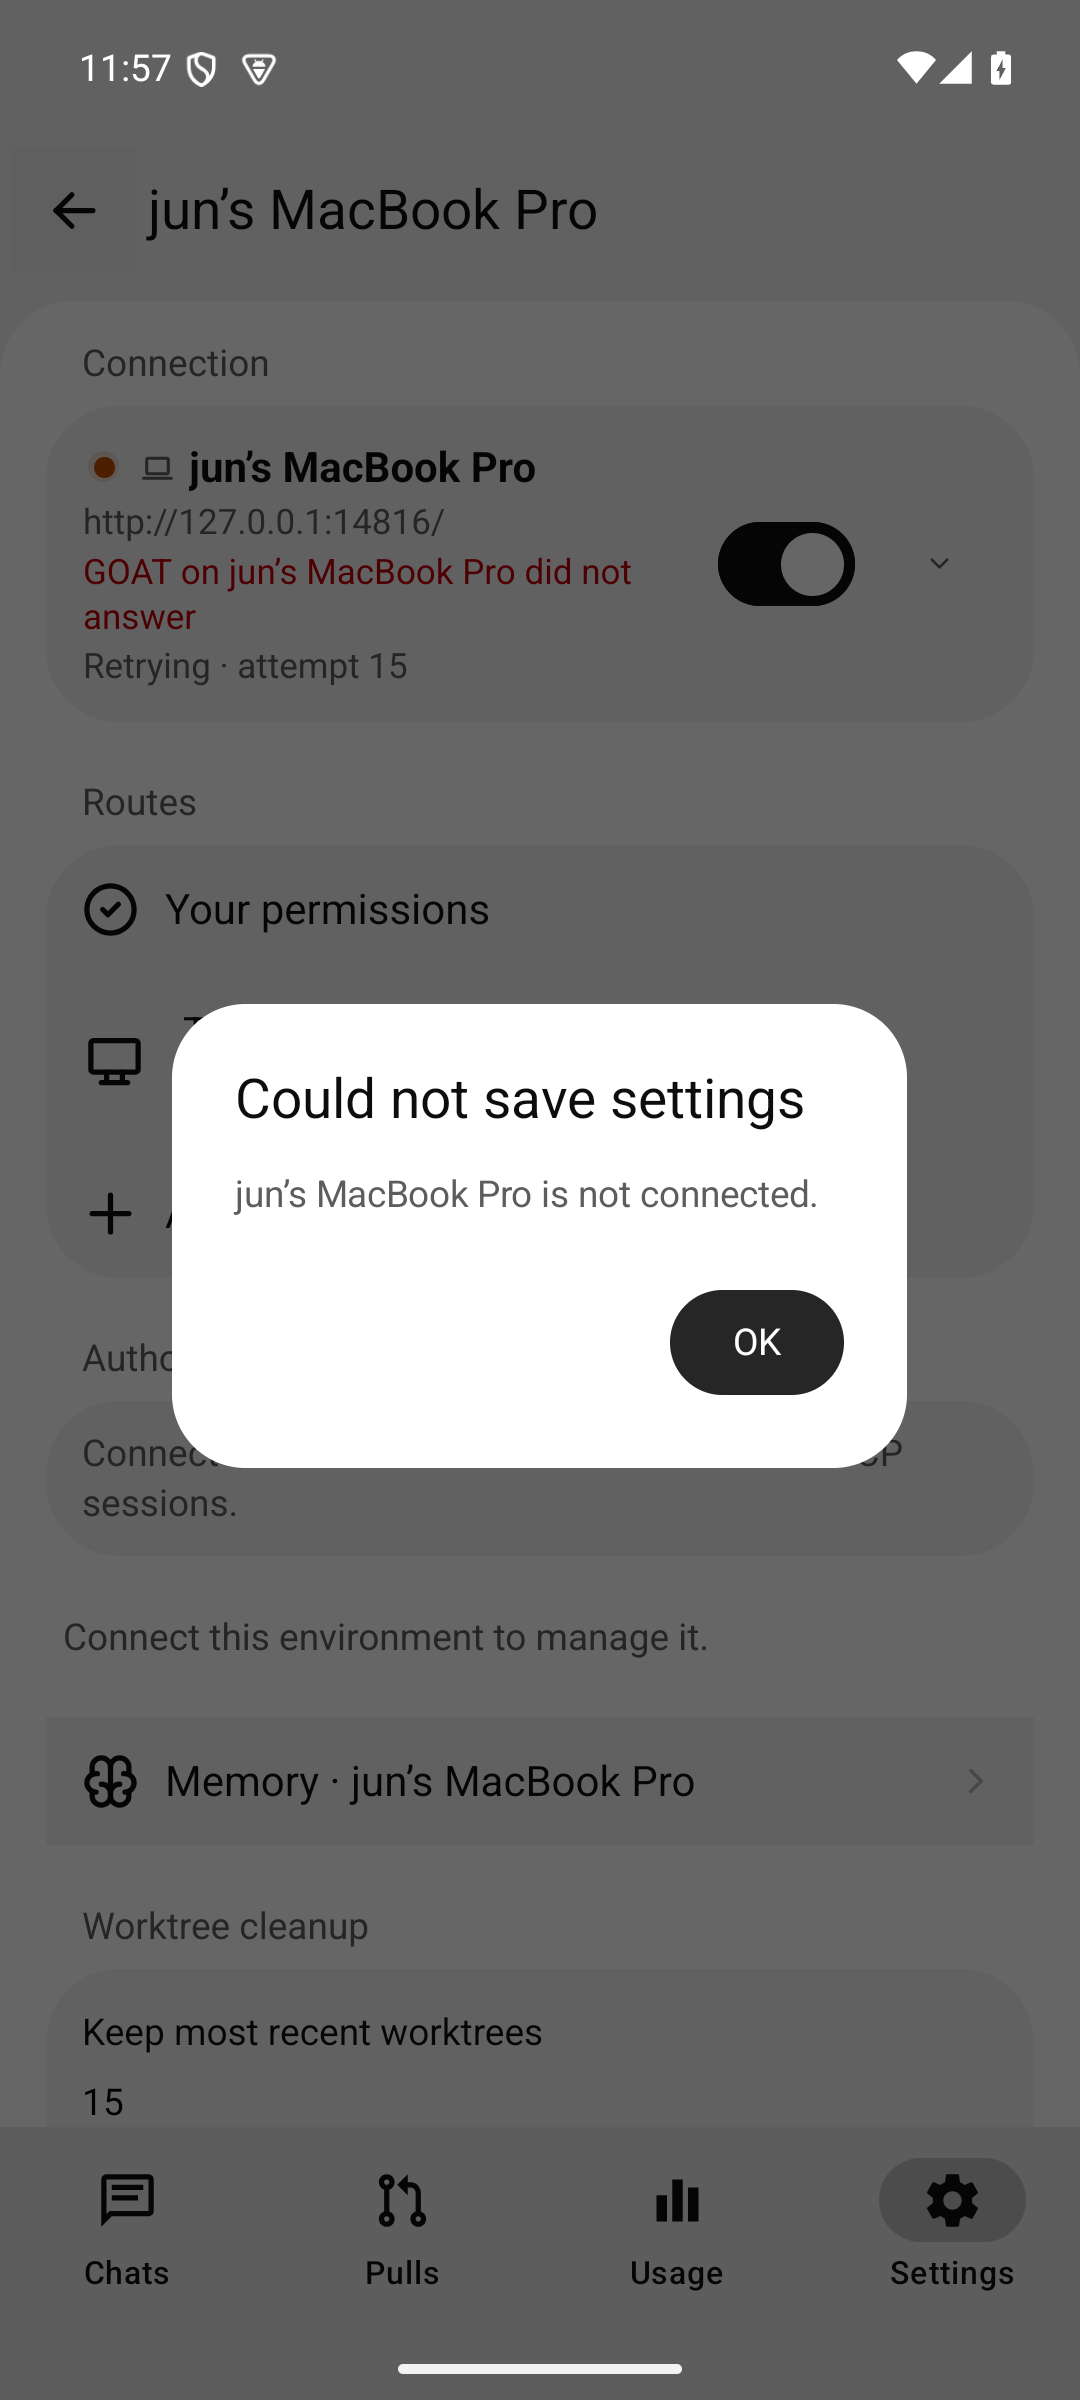 11:57
jun’s MacBook Pro
Connection
jun’s MacBook Pro
http://127.0.0.1:14816/
GOAT on jun’s MacBook Pro did not
answer
Retrying · attempt 15
Routes
Your permissions
Could not save settings
jun’s MacBook Pro is not connected.
OK
sessions.
Connect this environment to manage it.
Memory · jun’s MacBook Pro
Worktree cleanup
Keep most recent worktrees
15
Chats
Pulls
Usage
Settings